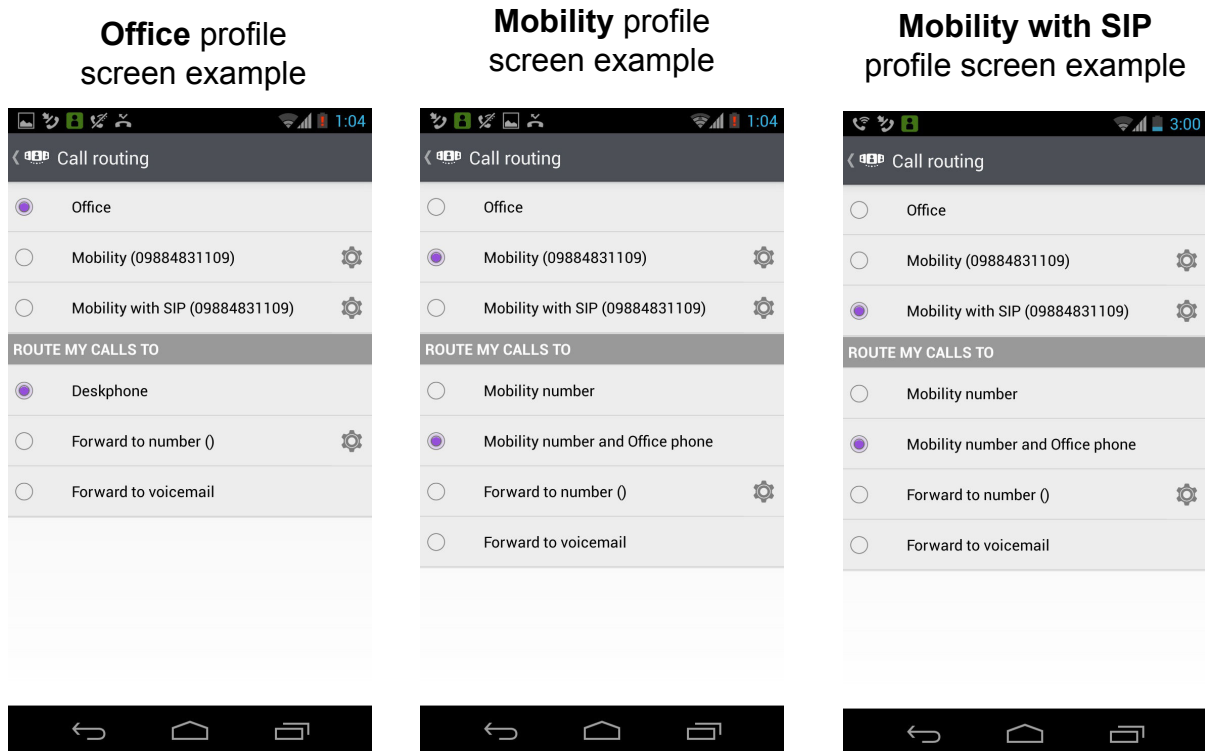 Office profile
screen example
1:04
Call routing
Office
Mobility (09884831109)
Mobility with SIP (09884831109)
ROUTE MY CALLS TO
Deskphone
Forward to number ()
Forward to voicemail
Mobility profile
screen example
1:04
Call routing
Office
Mobility (09884831109)
Mobility with SIP (09884831109)
ROUTE MY CALLS TO
Mobility number
Mobility number and Office phone
Forward to number ()
Forward to voicemail
Mobility with SIP
profile screen example
3:00
Call routing
Office
Mobility (09884831109)
Mobility with SIP (09884831109)
ROUTE MY CALLS TO
Mobility number
Mobility number and Office phone
Forward to number ()
Forward to voicemail